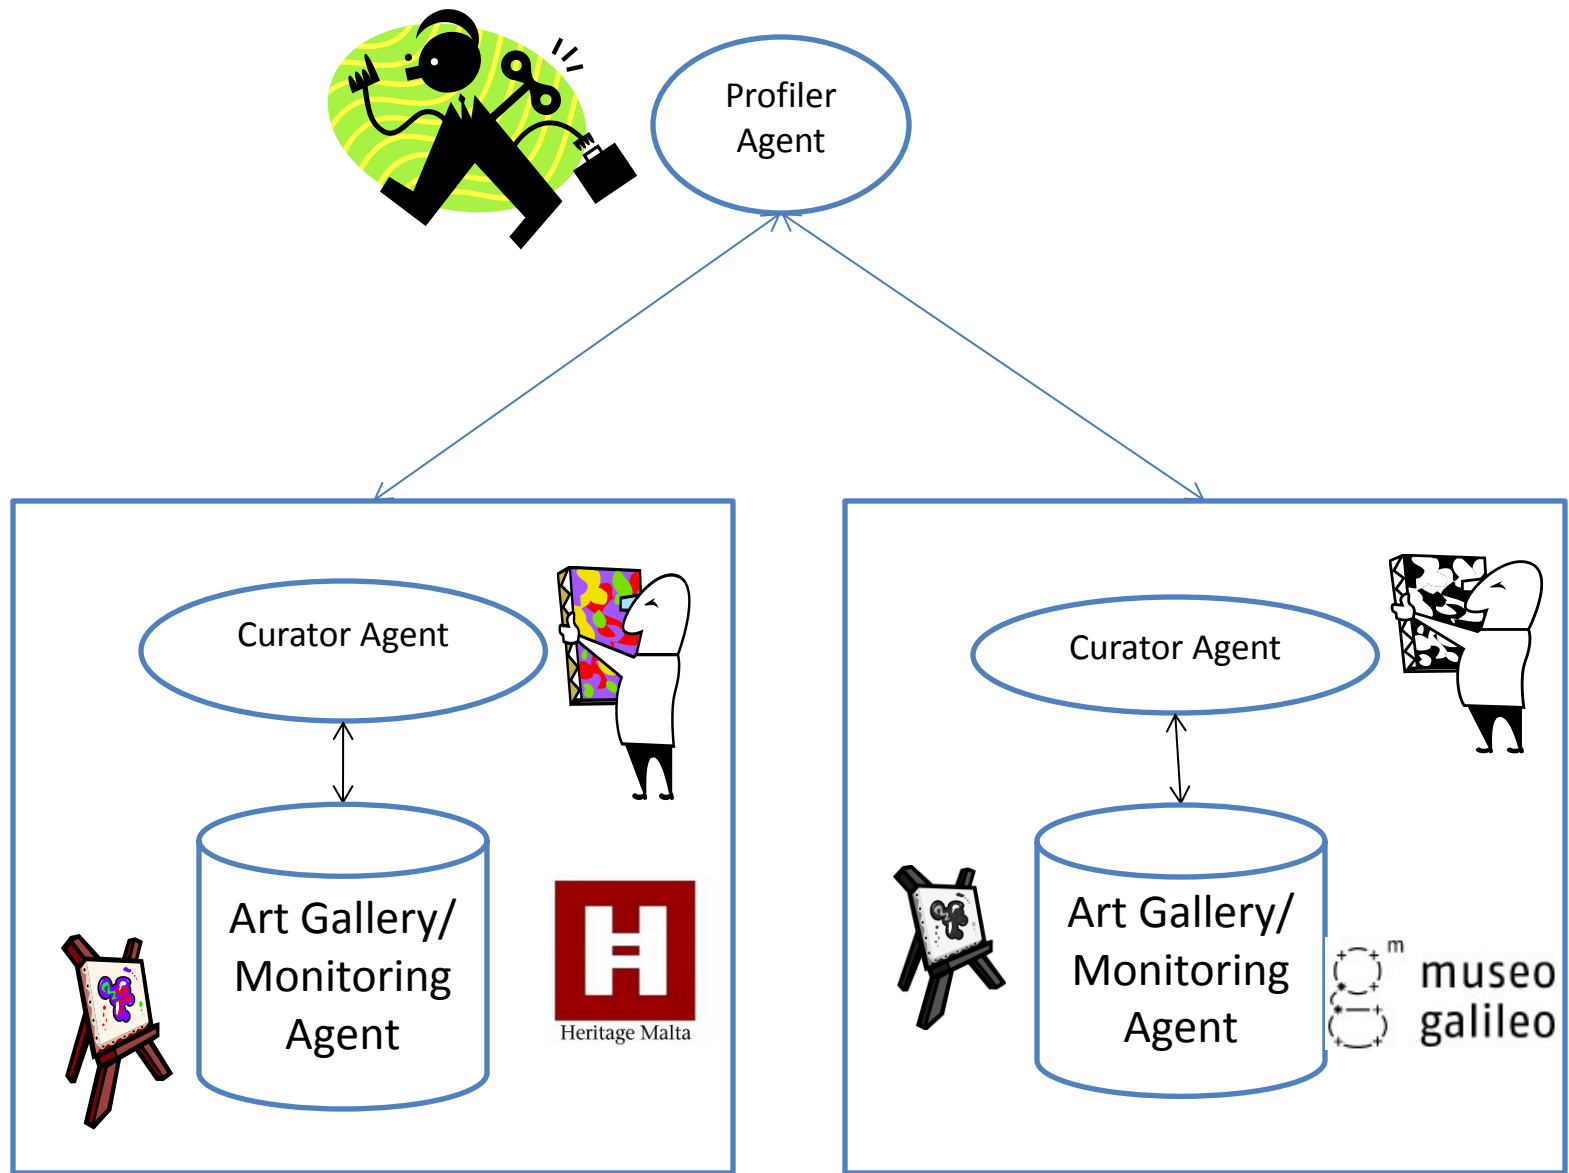 Profiler
Agent
Curator Agent
Art Gallery/
Monitoring
Agent
H
Heritage Malta
Curator Agent
Art Gallery/
Monitoring
Agent
m
museo
galileo